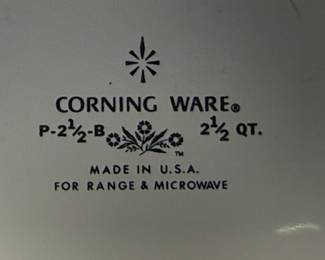 CORNING WARE®
P-2½-B 2½ QT.
TM
MADE IN U.S.A.
FOR RANGE & MICROWAVE